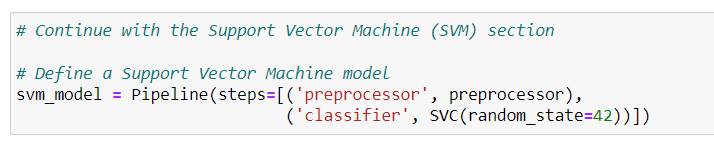 # Continue with the Support Vector Machine (SVM) section
# Define a Support Vector Machine model
svm_model = Pipeline(steps=[('preprocessor', preprocessor),
('classifier', SVC(random_state=42))])